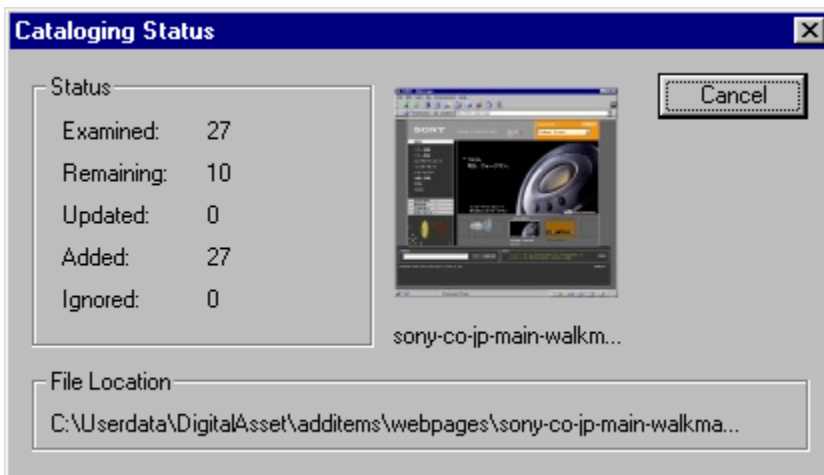 Cataloging Status
Status
Examined: 27
Remaining: 10
Updated: 0
Added: 27
Ignored: 0
SONY
Cancel
sony-co-jp-main-walkm...
File Location
C:\Userdata\DigitalAsset\additems\webpages\sony-co-jp-main-walkma...